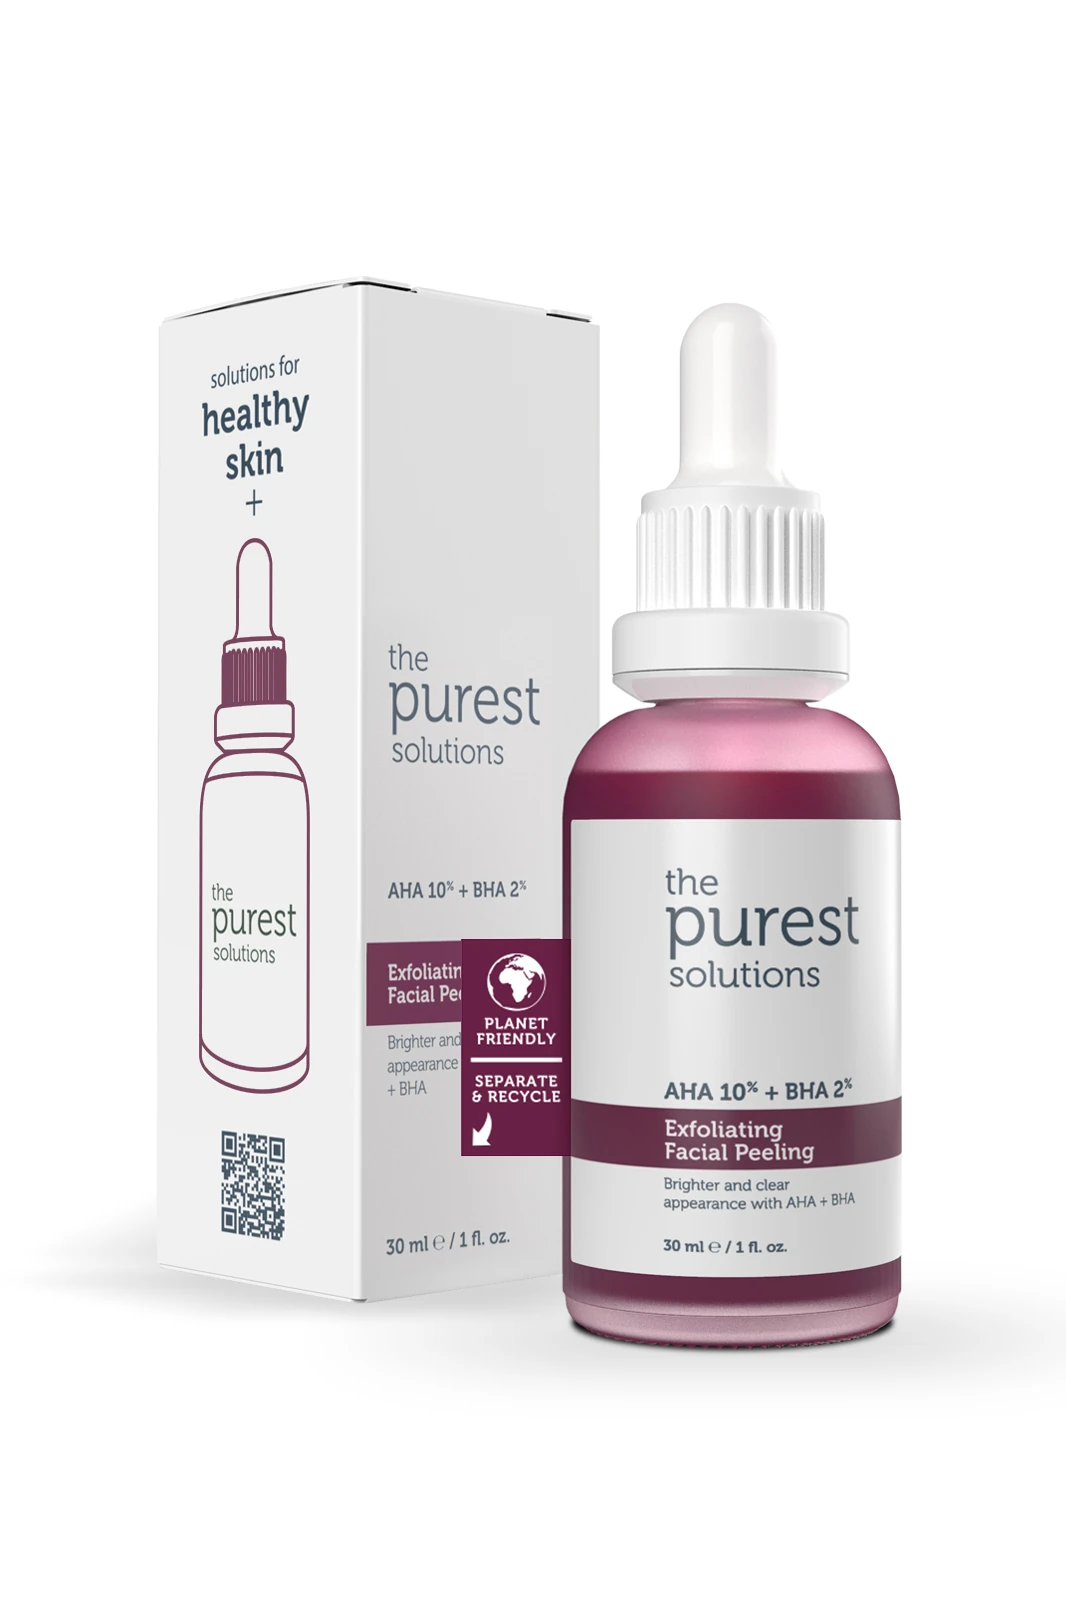 solutions for
healthy
skin
+
the
purest
solutions
the
purest
solutions
AHA 10% + BHA 2%
Facial
Brighter and
appearance
+ BHA
30 ml ℮ / 1 fl. oz.
PLANET
FRIENDLY
SEPARATE
& RECYCLE
the
purest
solutions
AHA 10% + BHA 2%
Exfoliating
Facial Peeling
Brighter and clear
appearance with AHA + BHA
30 ml ℮ / 1 fl. oz.